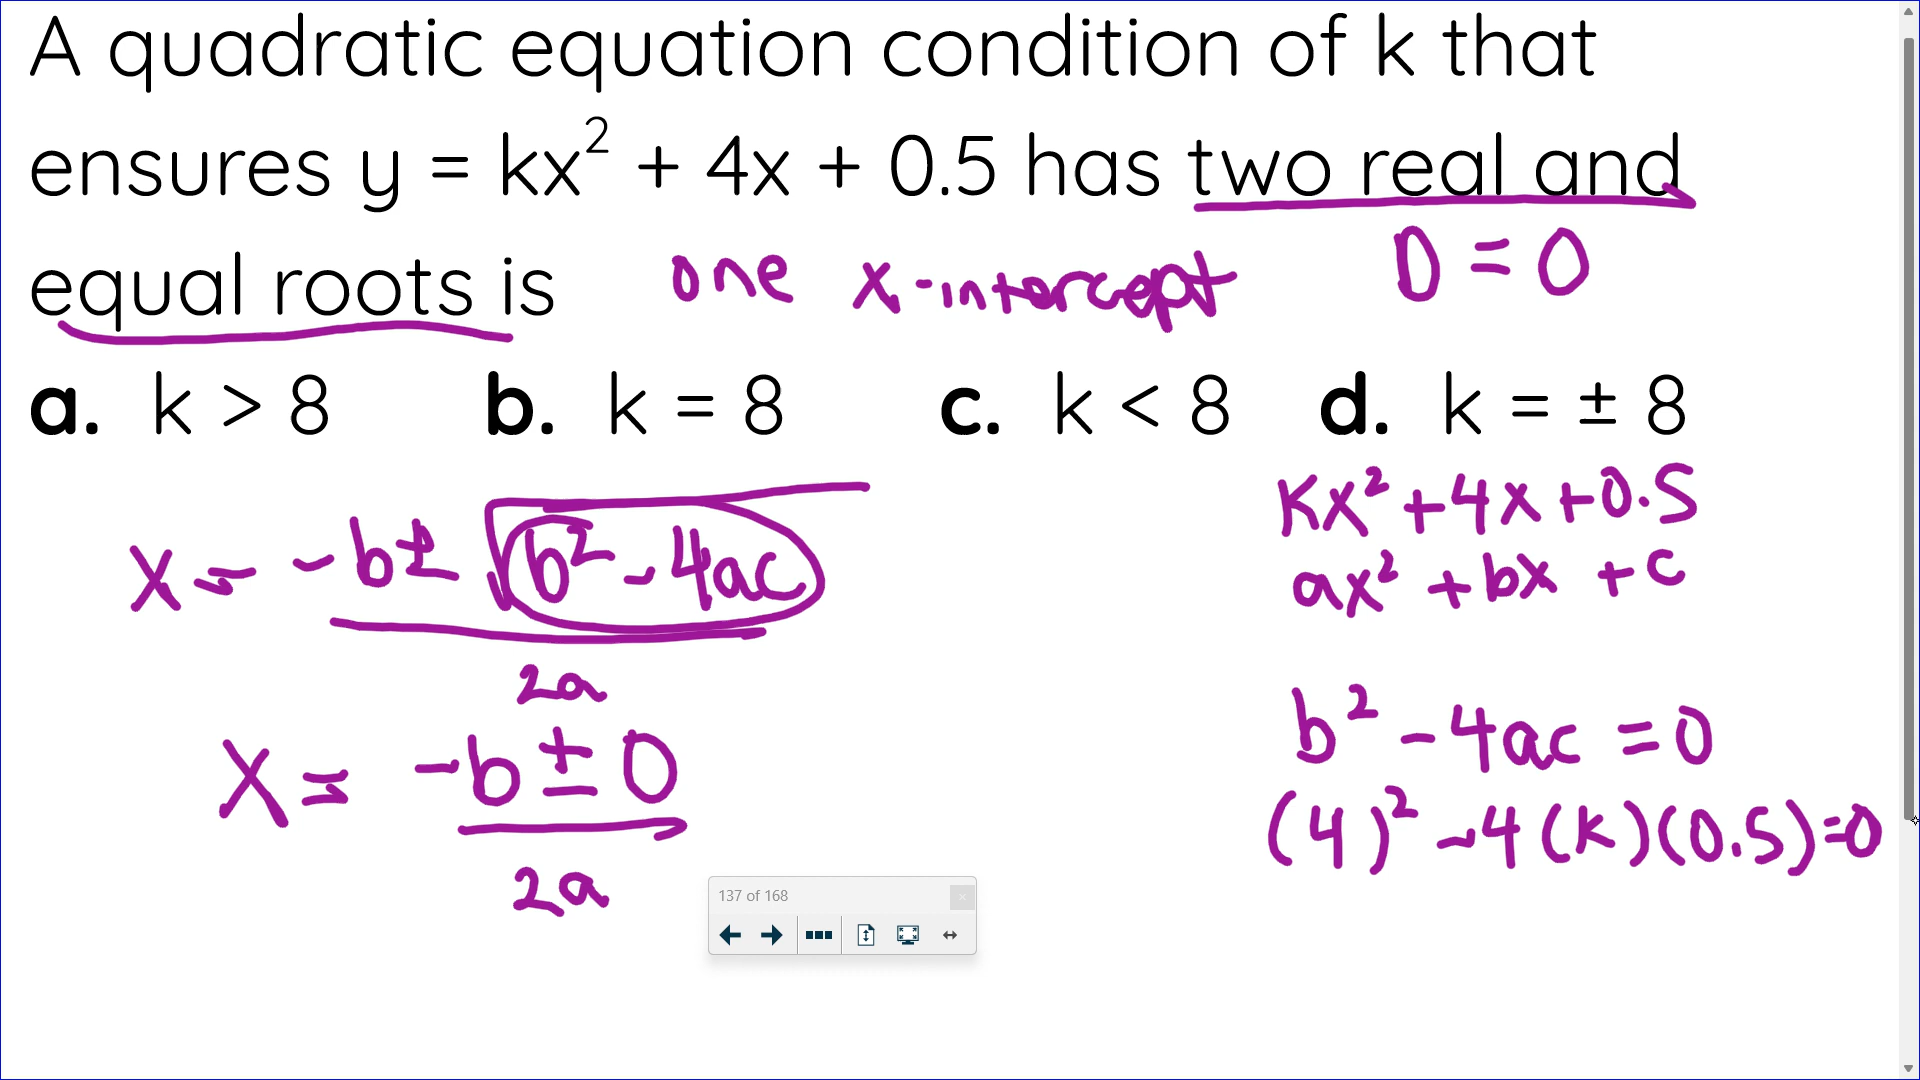 A quadratic equation condition of k that
ensures y = kx² + 4x + 0.5 has two real and
equal roots is one x-intercept D = 0
a. k > 8 b. k = 8 c. k < 8 d. k = ± 8
kx² + 4x + 0.5
ax² + bx + c
x = -b ± √(b² - 4ac)
2a
b² - 4ac = 0
x = -b ± 0
2a
(4)² - 4(k)(0.5) = 0
137 of 168